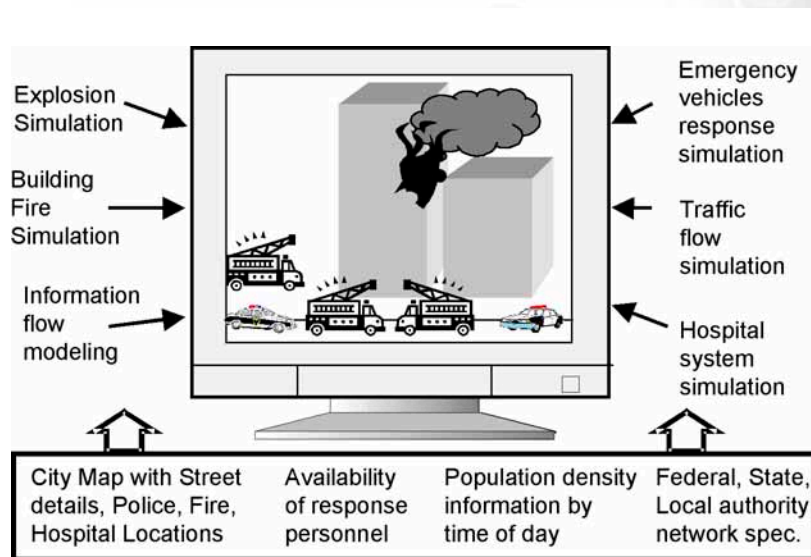 Explosion
Simulation
Building
Fire
Simulation
Information
flow
modeling
Emergency
vehicles
response
simulation
Traffic
flow
simulation
Hospital
system
simulation
City Map with Street
details, Police, Fire,
Hospital Locations
Availability
of response
personnel
Population density
information by
time of day
Federal, State,
Local authority
network spec.